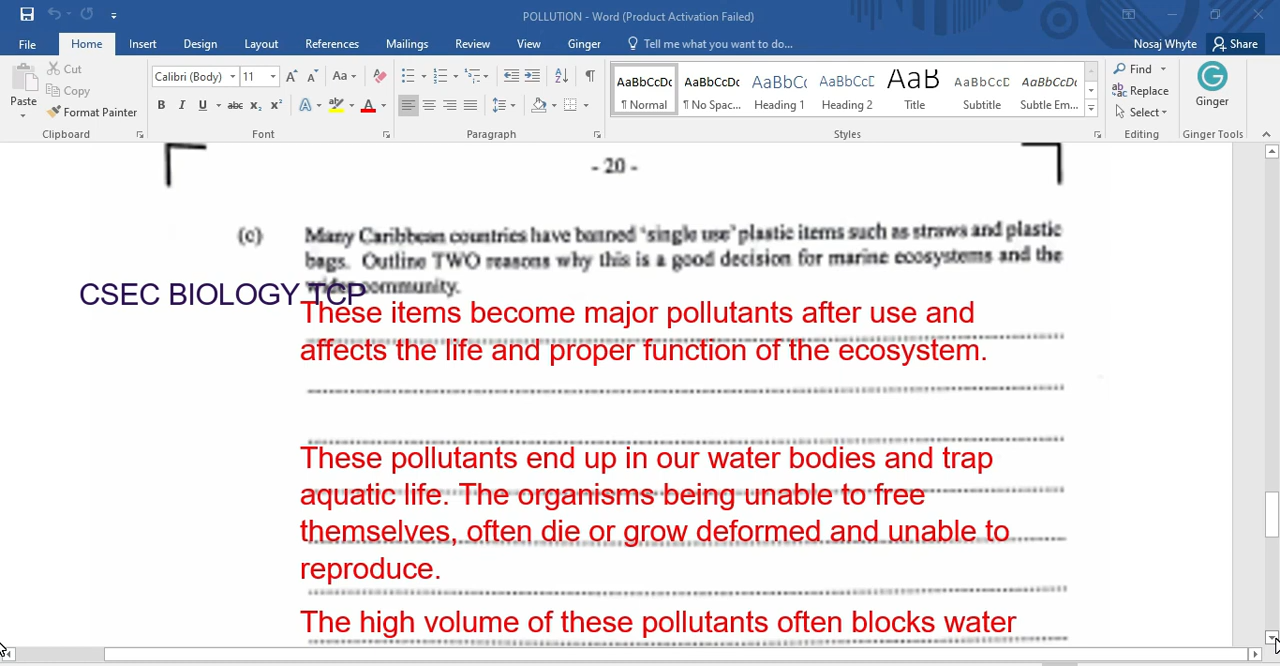 POLLUTION - Word (Product Activation Failed)
File Home Insert Design Layout References Mailings Review View Ginger Tell me what you want to do... Nosaj Whyte Share
Paste Cut Copy Format Painter
Calibri (Body) 11
Clipboard Font Paragraph Styles Editing Ginger Tools
AaBbCcDc AaBbCcDc AaBbCc AaBbCcD AaB AaBbCcD AaBbCcDc
¶ Normal ¶ No Spac... Heading 1 Heading 2 Title Subtitle Subtle Em...
Find Replace Select
Ginger
- 20 -
(c) Many Caribbean countries have banned 'single use' plastic items such as straws and plastic
bags. Outline TWO reasons why this is a good decision for marine ecosystems and the
wider community.
CSEC BIOLOGY TCP
These items become major pollutants after use and
affects the life and proper function of the ecosystem.
These pollutants end up in our water bodies and trap
aquatic life. The organisms being unable to free
themselves, often die or grow deformed and unable to
reproduce.
The high volume of these pollutants often blocks water